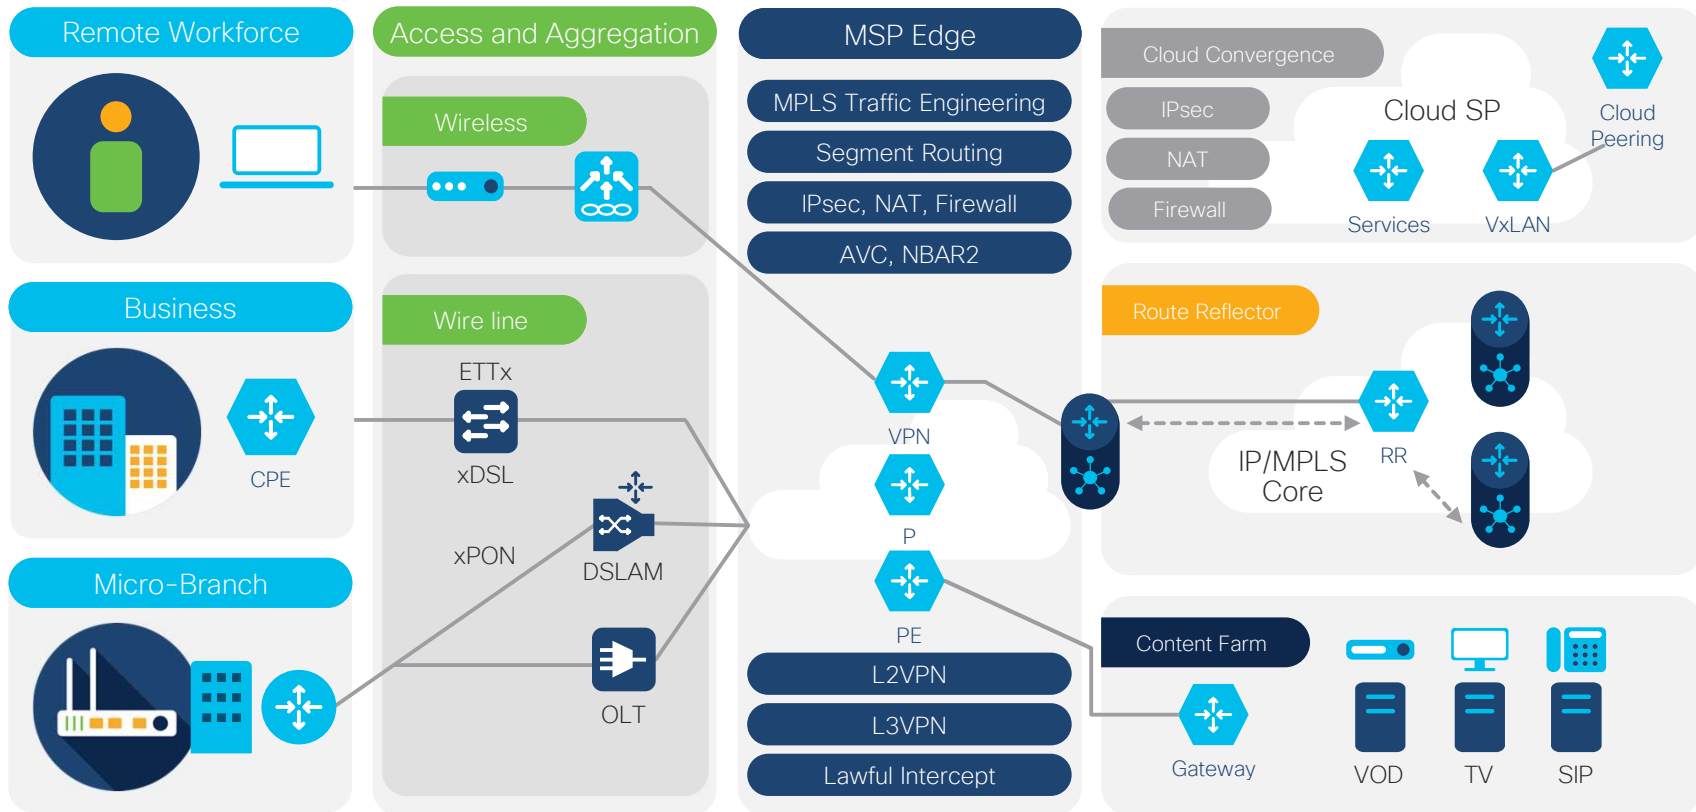 Remote Workforce
Business
CPE
Micro-Branch
Access and Aggregation
Wireless
Wire line
ETTx
xDSL
xPON
DSLAM
OLT
MSP Edge
MPLS Traffic Engineering
Segment Routing
IPsec, NAT, Firewall
AVC, NBAR2
VPN
P
PE
L2VPN
L3VPN
Lawful Intercept
Cloud Convergence
IPsec
NAT
Firewall
Cloud SP
Services
VxLAN
Cloud
Peering
Route Reflector
IP/MPLS
Core
RR
Content Farm
Gateway
VOD
TV
SIP